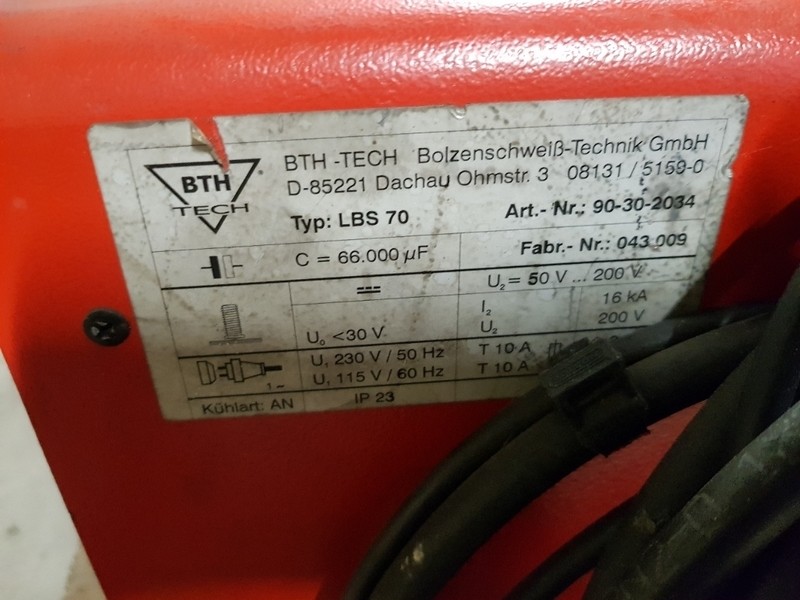 BTH
TECH
BTH -TECH Bolzenschweiß-Technik GmbH
D-85221 Dachau Ohmstr. 3 08131 / 5159-0
Typ: LBS 70 Art.- Nr.: 90-30-2034
C = 66.000 µF Fabr.- Nr.: 043 009
U₂ = 50 V ... 200 V
I₂ 16 kA
U₀ <30 V U₂ 200 V
1~ U₁ 230 V / 50 Hz T 10 A
U₁ 115 V / 60 Hz T 10 A
Kühlart: AN IP 23